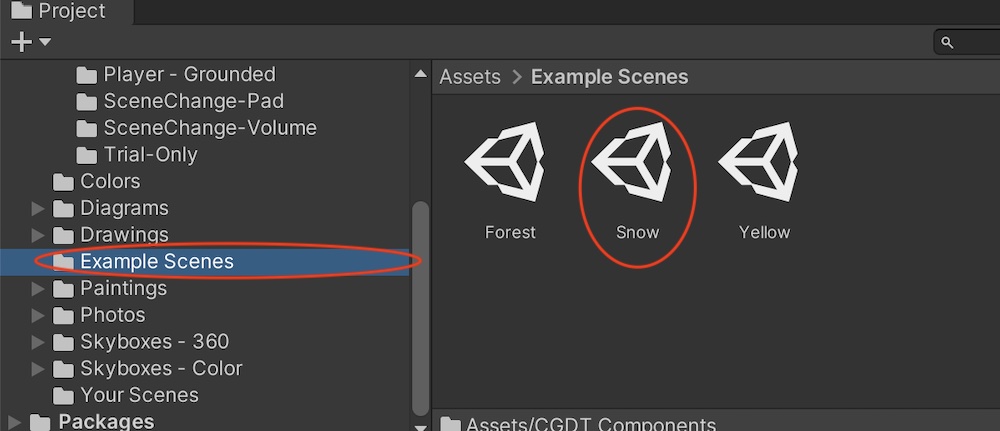 Project
Player - Grounded
SceneChange-Pad
SceneChange-Volume
Trial-Only
Colors
Diagrams
Drawings
Example Scenes
Paintings
Photos
Skyboxes - 360
Skyboxes - Color
Your Scenes
Packages
Assets > Example Scenes
Forest
Snow
Yellow
Assets/CGDT Components